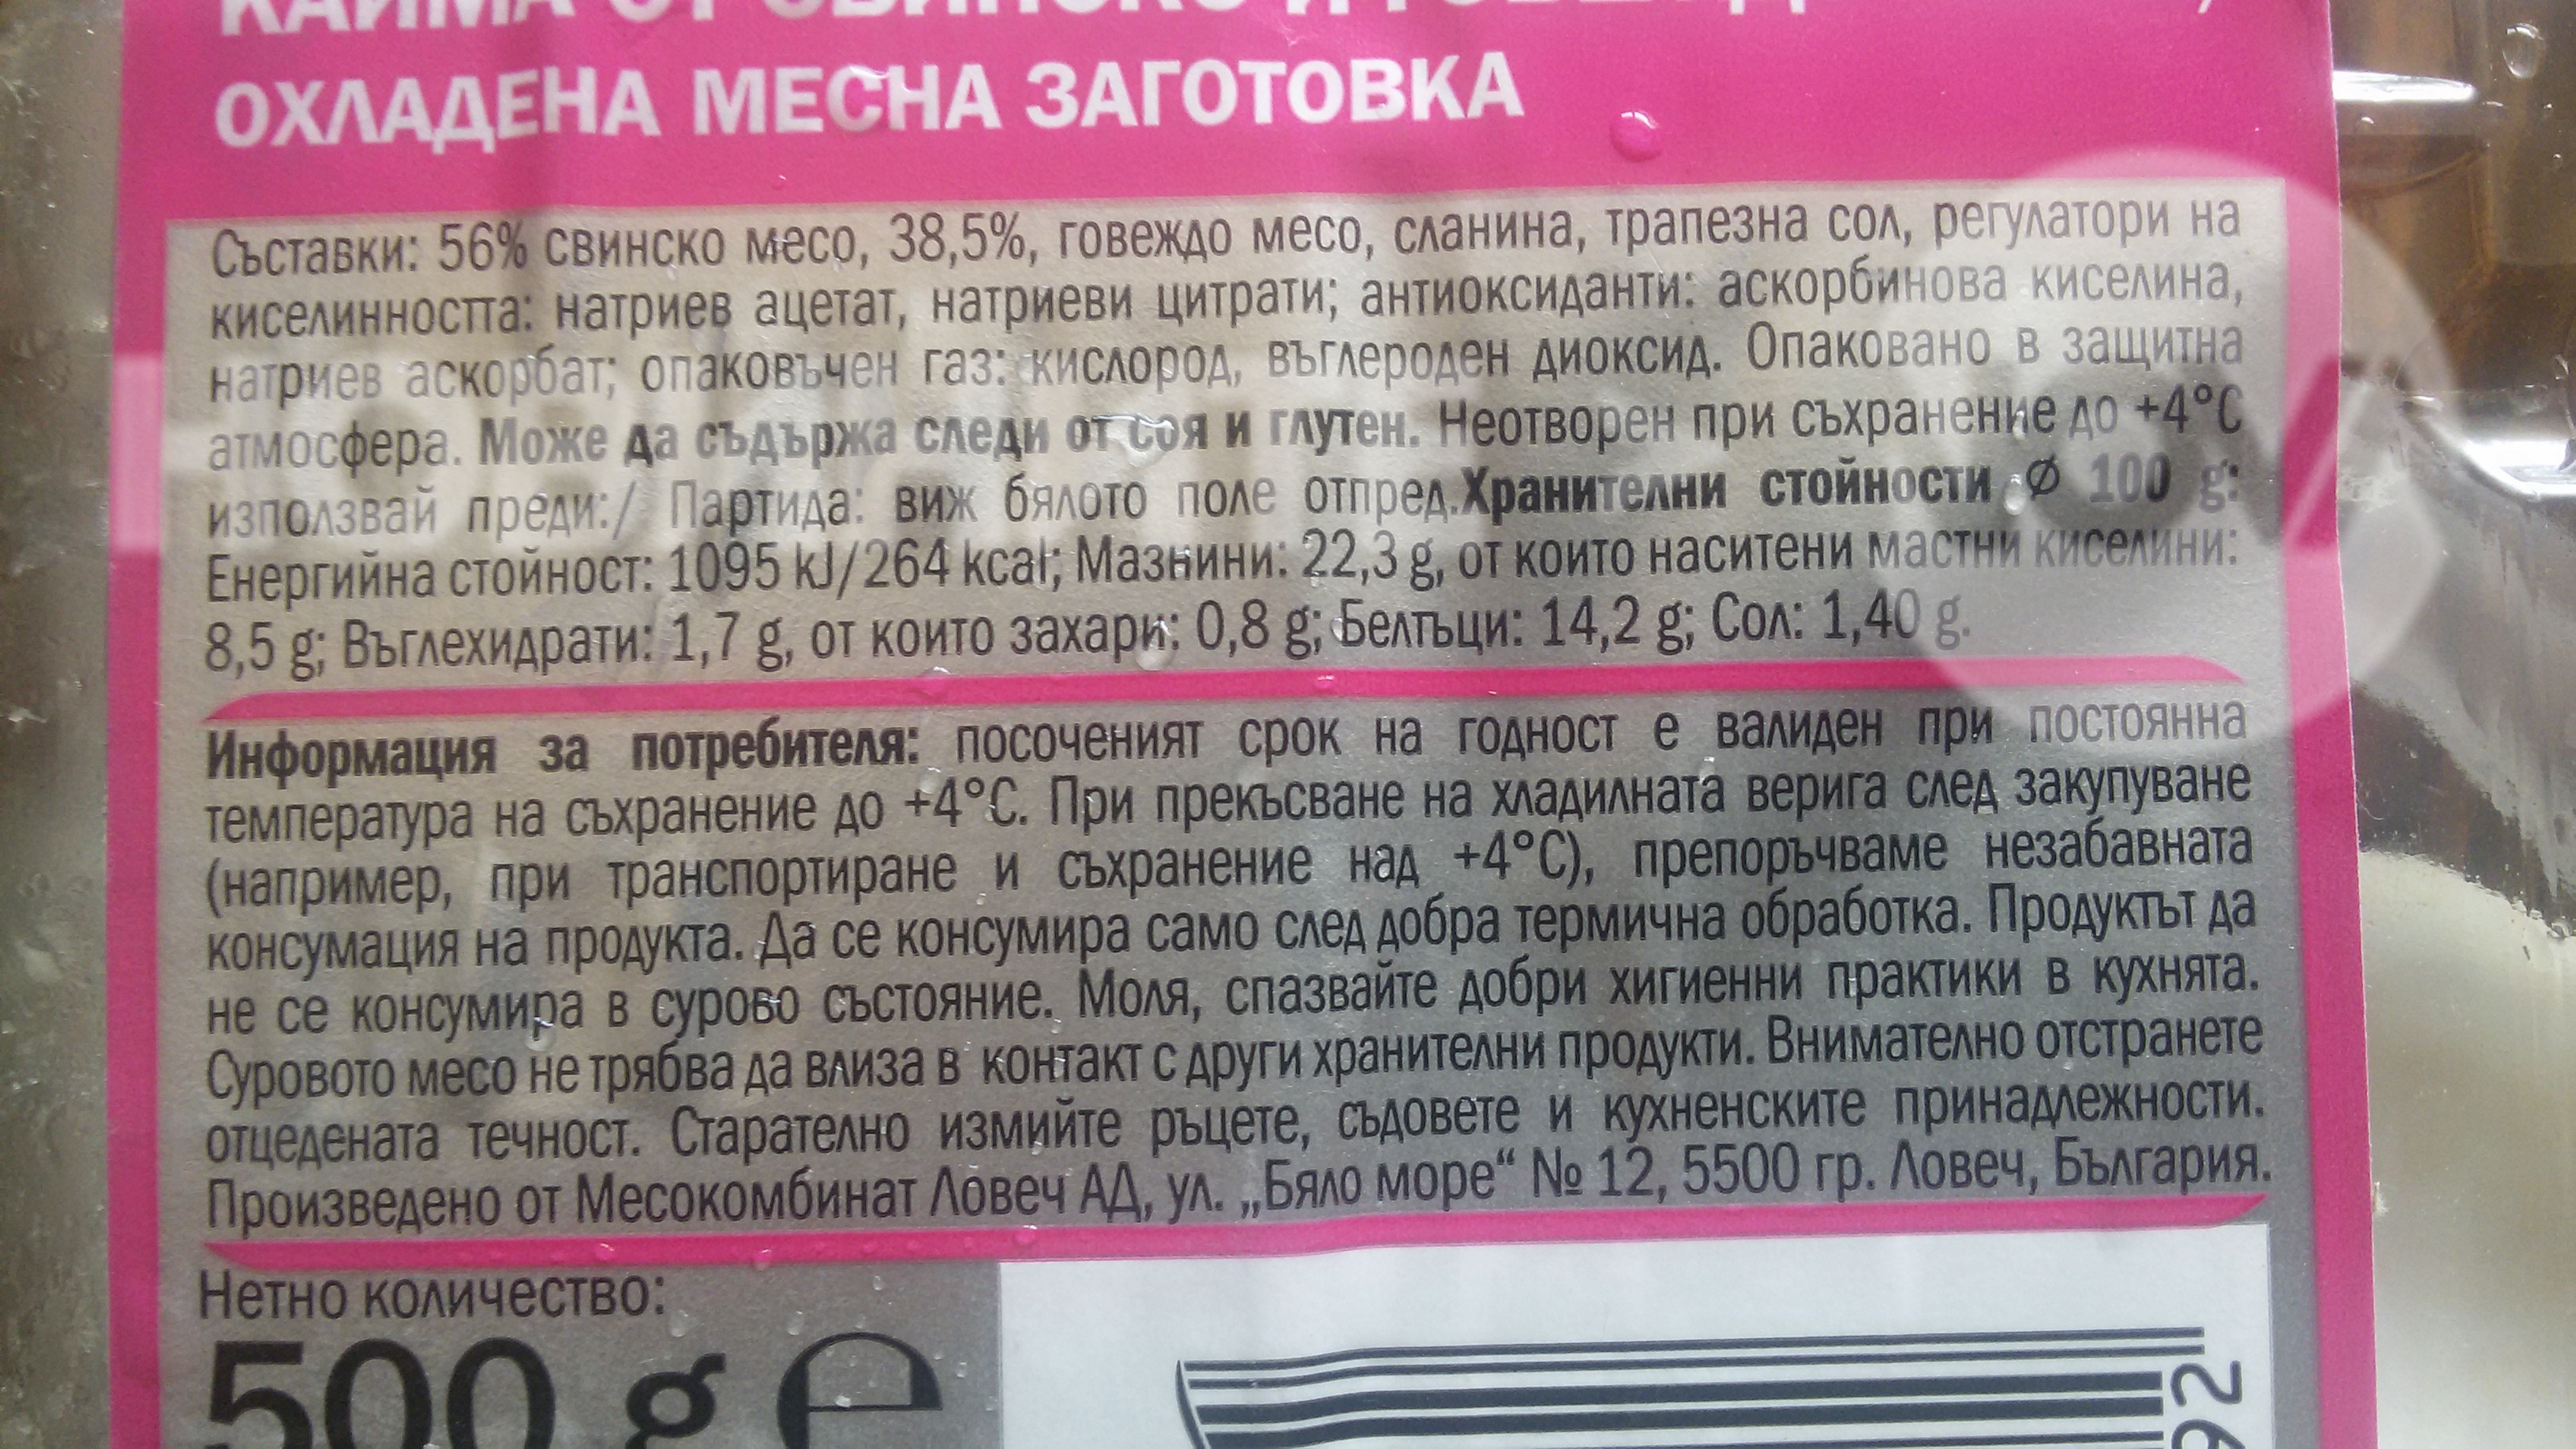 КАЙМА ОТ СВИНСКО И
ОХЛАДЕНА МЕСНА ЗАГОТОВКА
Съставки: 56% свинско месо, 38,5%, говеждо месо, сланина, трапезна сол, регулатори на
киселинността: натриев ацетат, натриеви цитрати; антиоксиданти: аскорбинова киселина,
натриев аскорбат; опаковъчен газ: кислород, въглероден диоксид. Опаковано в защитна
атмосфера. Може да съдържа следи от соя и глутен. Неотворен при съхранение до +4°C
използвай преди:/ Партида: виж бялото поле отпред.Хранителни стойности Ø 100 g:
Енергийна стойност: 1095 kJ/264 kcal; Мазнини: 22,3 g, от които наситени мастни киселини:
8,5 g; Въглехидрати: 1,7 g, от които захари: 0,8 g; Белтъци: 14,2 g; Сол: 1,40 g.
Информация за потребителя: посоченият срок на годност е валиден при постоянна
температура на съхранение до +4°C. При прекъсване на хладилната верига след закупуване
(например, при транспортиране и съхранение над +4°C), препоръчваме незабавната
консумация на продукта. Да се консумира само след добра термична обработка. Продуктът да
не се консумира в сурово състояние. Моля, спазвайте добри хигиенни практики в кухнята.
Суровото месо не трябва да влиза в контакт с други хранителни продукти. Внимателно отстранете
отцедената течност. Старателно измийте ръцете, съдовете и кухненските принадлежности.
Произведено от Месокомбинат Ловеч АД, ул. „Бяло море“ № 12, 5500 гр. Ловеч, България.
Нетно количество:
500 g e